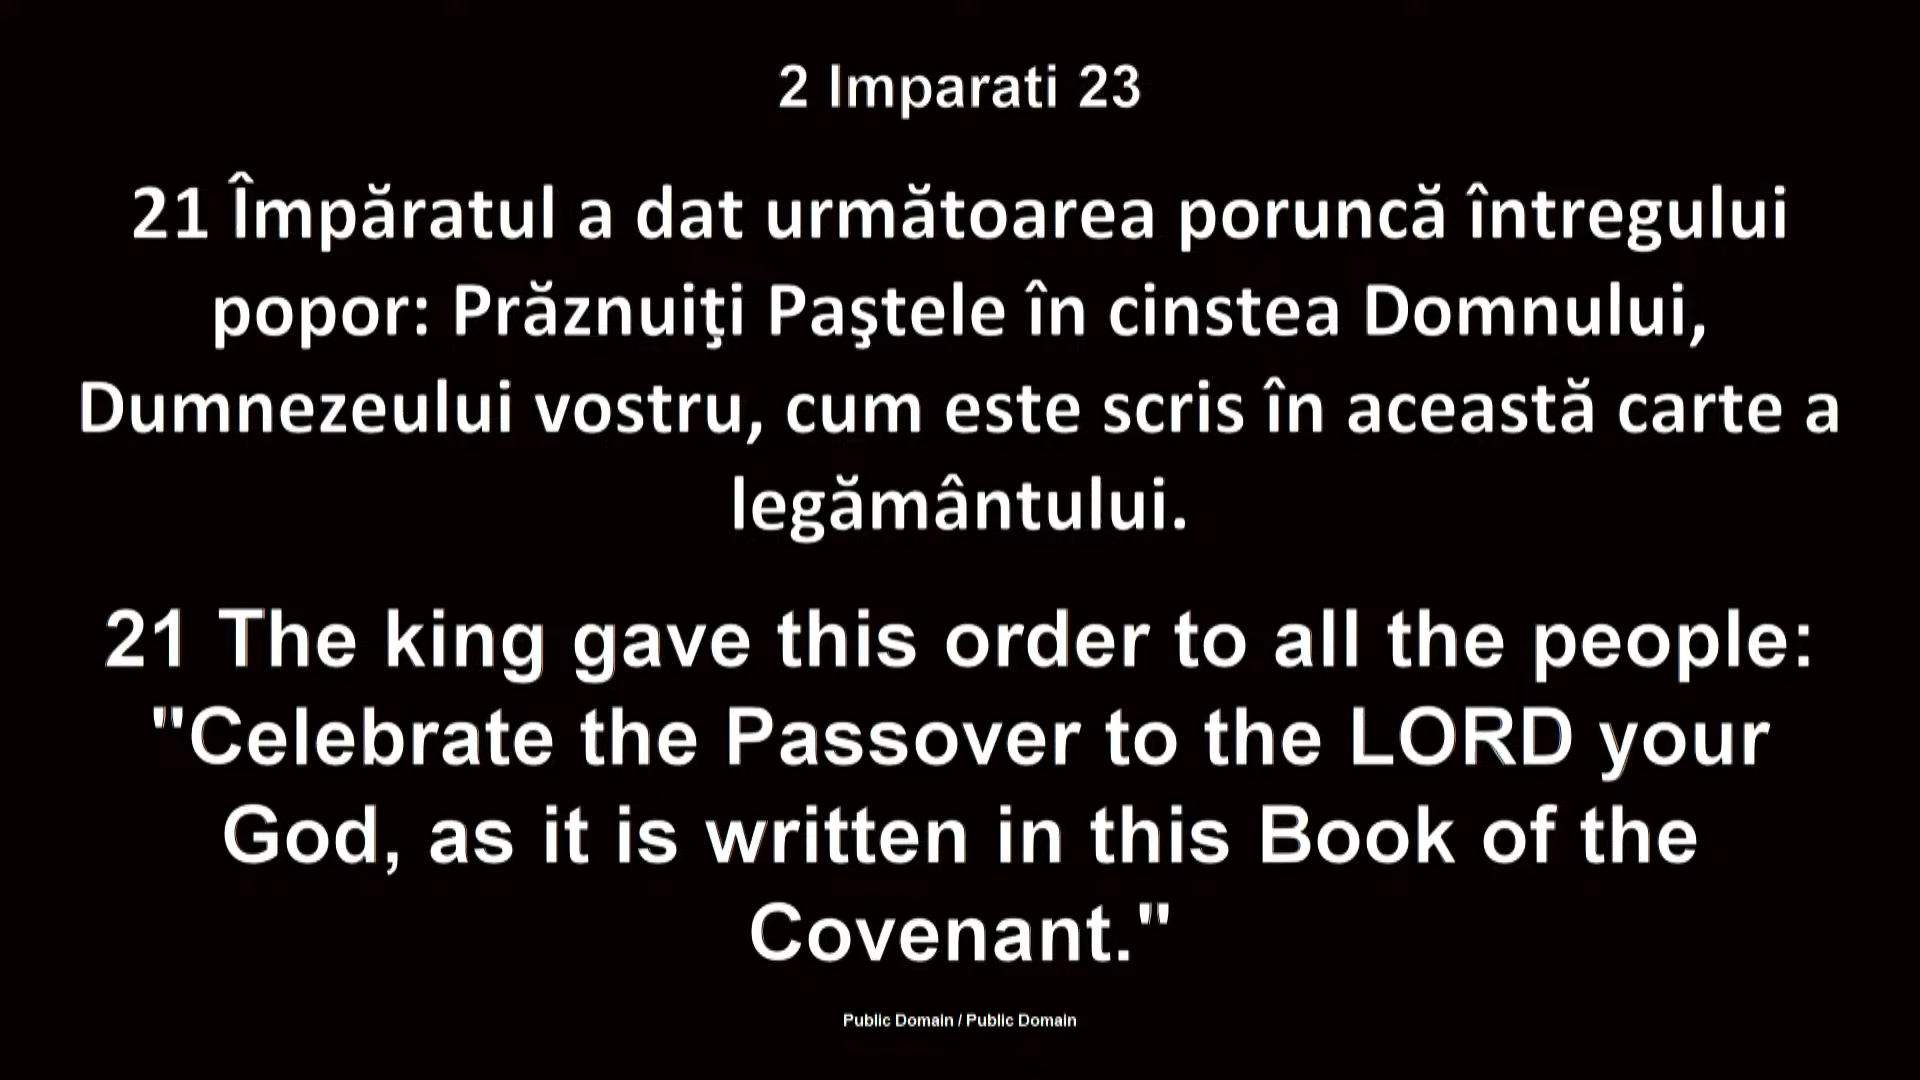 2 Imparati 23
21 Împăratul a dat următoarea poruncă întregului
popor: Prăznuiţi Paştele în cinstea Domnului,
Dumnezeului vostru, cum este scris în această carte a
legământului.
21 The king gave this order to all the people:
"Celebrate the Passover to the LORD your
God, as it is written in this Book of the
Covenant."
Public Domain / Public Domain